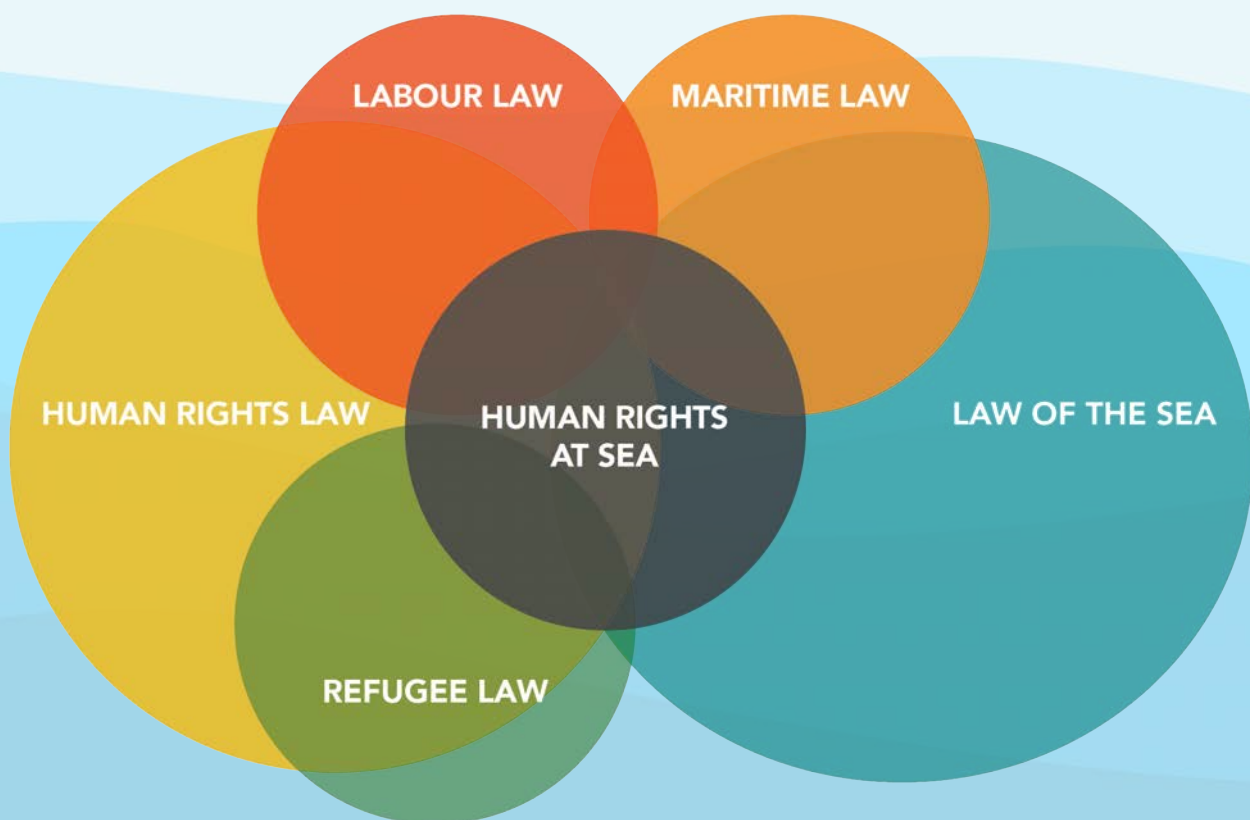 LABOUR LAW
MARITIME LAW
HUMAN RIGHTS LAW
HUMAN RIGHTS
AT SEA
LAW OF THE SEA
REFUGEE LAW